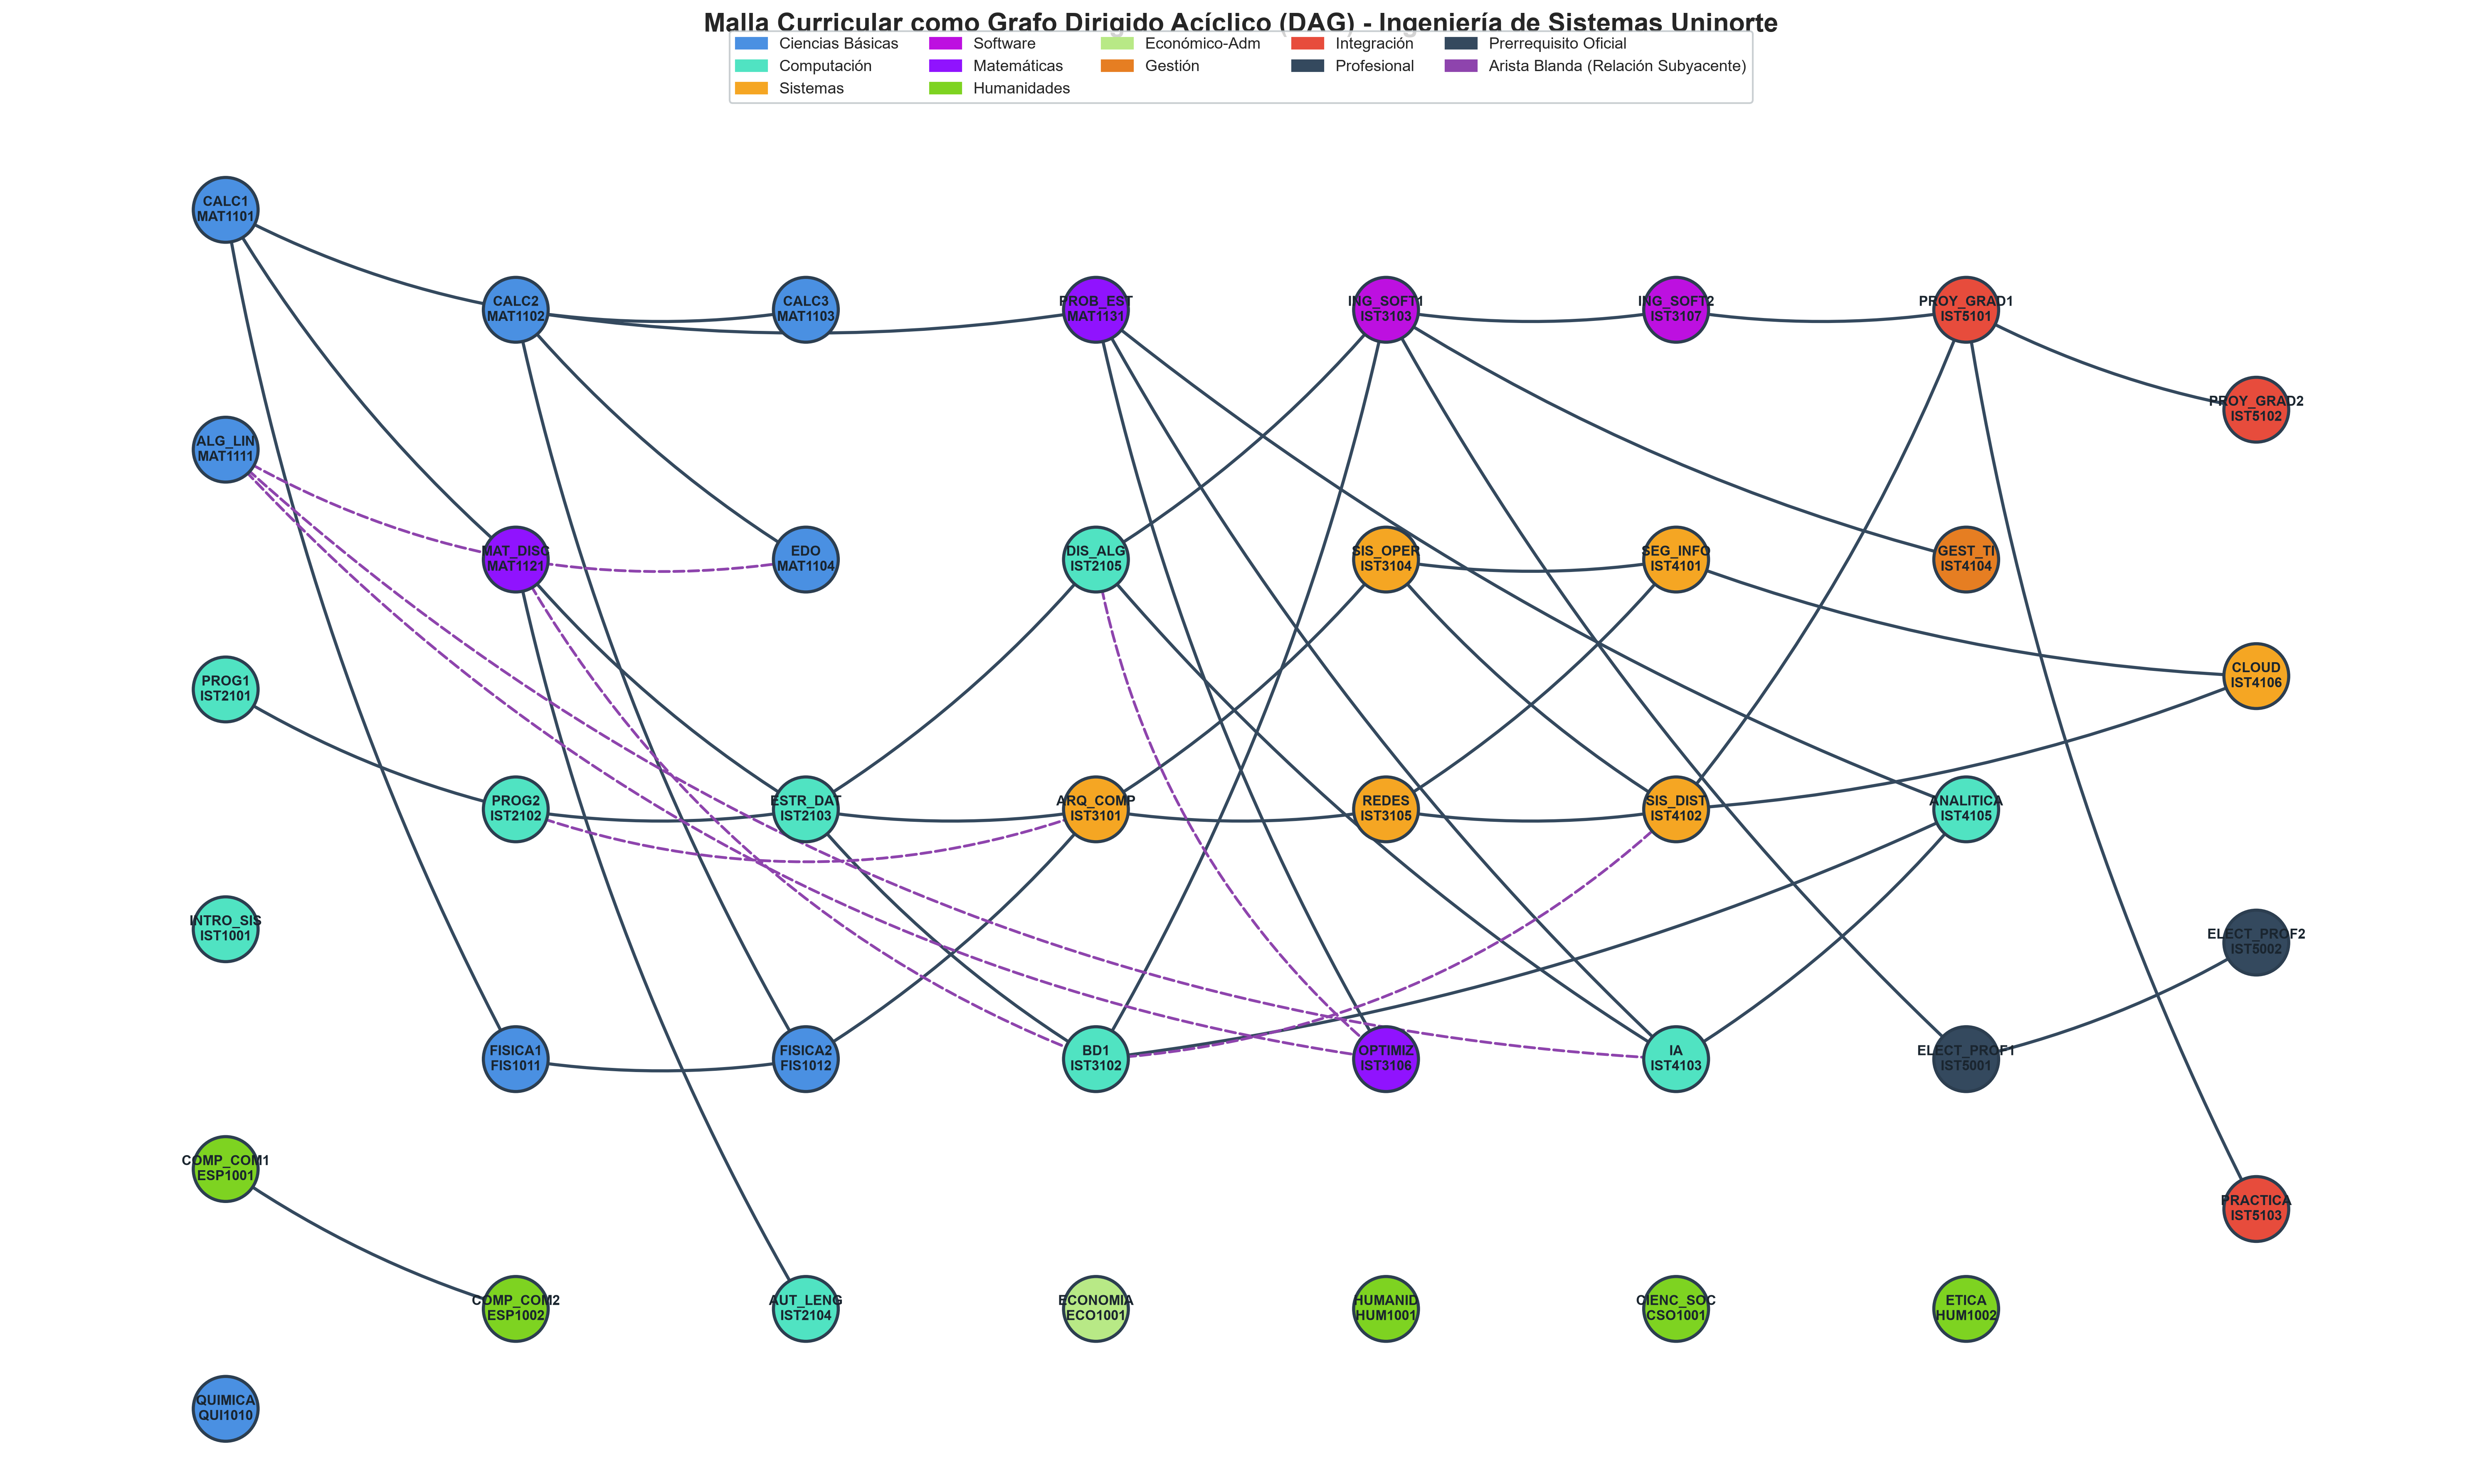 Malla Curricular como Grafo Dirigido Acíclico (DAG) - Ingeniería de Sistemas Uninorte
Ciencias Básicas
Computación
Sistemas
Software
Matemáticas
Humanidades
Económico-Adm
Gestión
Integración
Profesional
Prerrequisito Oficial
Arista Blanda (Relación Subyacente)
CALC1
MAT1101
ALG_LIN
MAT1111
PROG1
IST2101
INTRO_SIS
IST1001
COMP_COM1
ESP1001
QUIMICA
QUI1010
CALC2
MAT1102
MAT_DISC
MAT1121
PROG2
IST2102
FISICA1
FIS1011
COMP_COM2
ESP1002
CALC3
MAT1103
EDO
MAT1104
ESTR_DAT
IST2103
FISICA2
FIS1012
AUT_LENG
IST2104
PROB_EST
MAT1131
DIS_ALG
IST2105
ARQ_COMP
IST3101
BD1
IST3102
ECONOMIA
ECO1001
ING_SOFT1
IST3103
SIS_OPER
IST3104
REDES
IST3105
OPTIMIZ
IST3106
HUMANID
HUM1001
ING_SOFT2
IST3107
SEG_INFO
IST4101
SIS_DIST
IST4102
IA
IST4103
CIENC_SOC
CSO1001
PROY_GRAD1
IST5101
GEST_TI
IST4104
ANALITICA
IST4105
ELECT_PROF1
IST5001
ETICA
HUM1002
PROY_GRAD2
IST5102
CLOUD
IST4106
ELECT_PROF2
IST5002
PRACTICA
IST5103